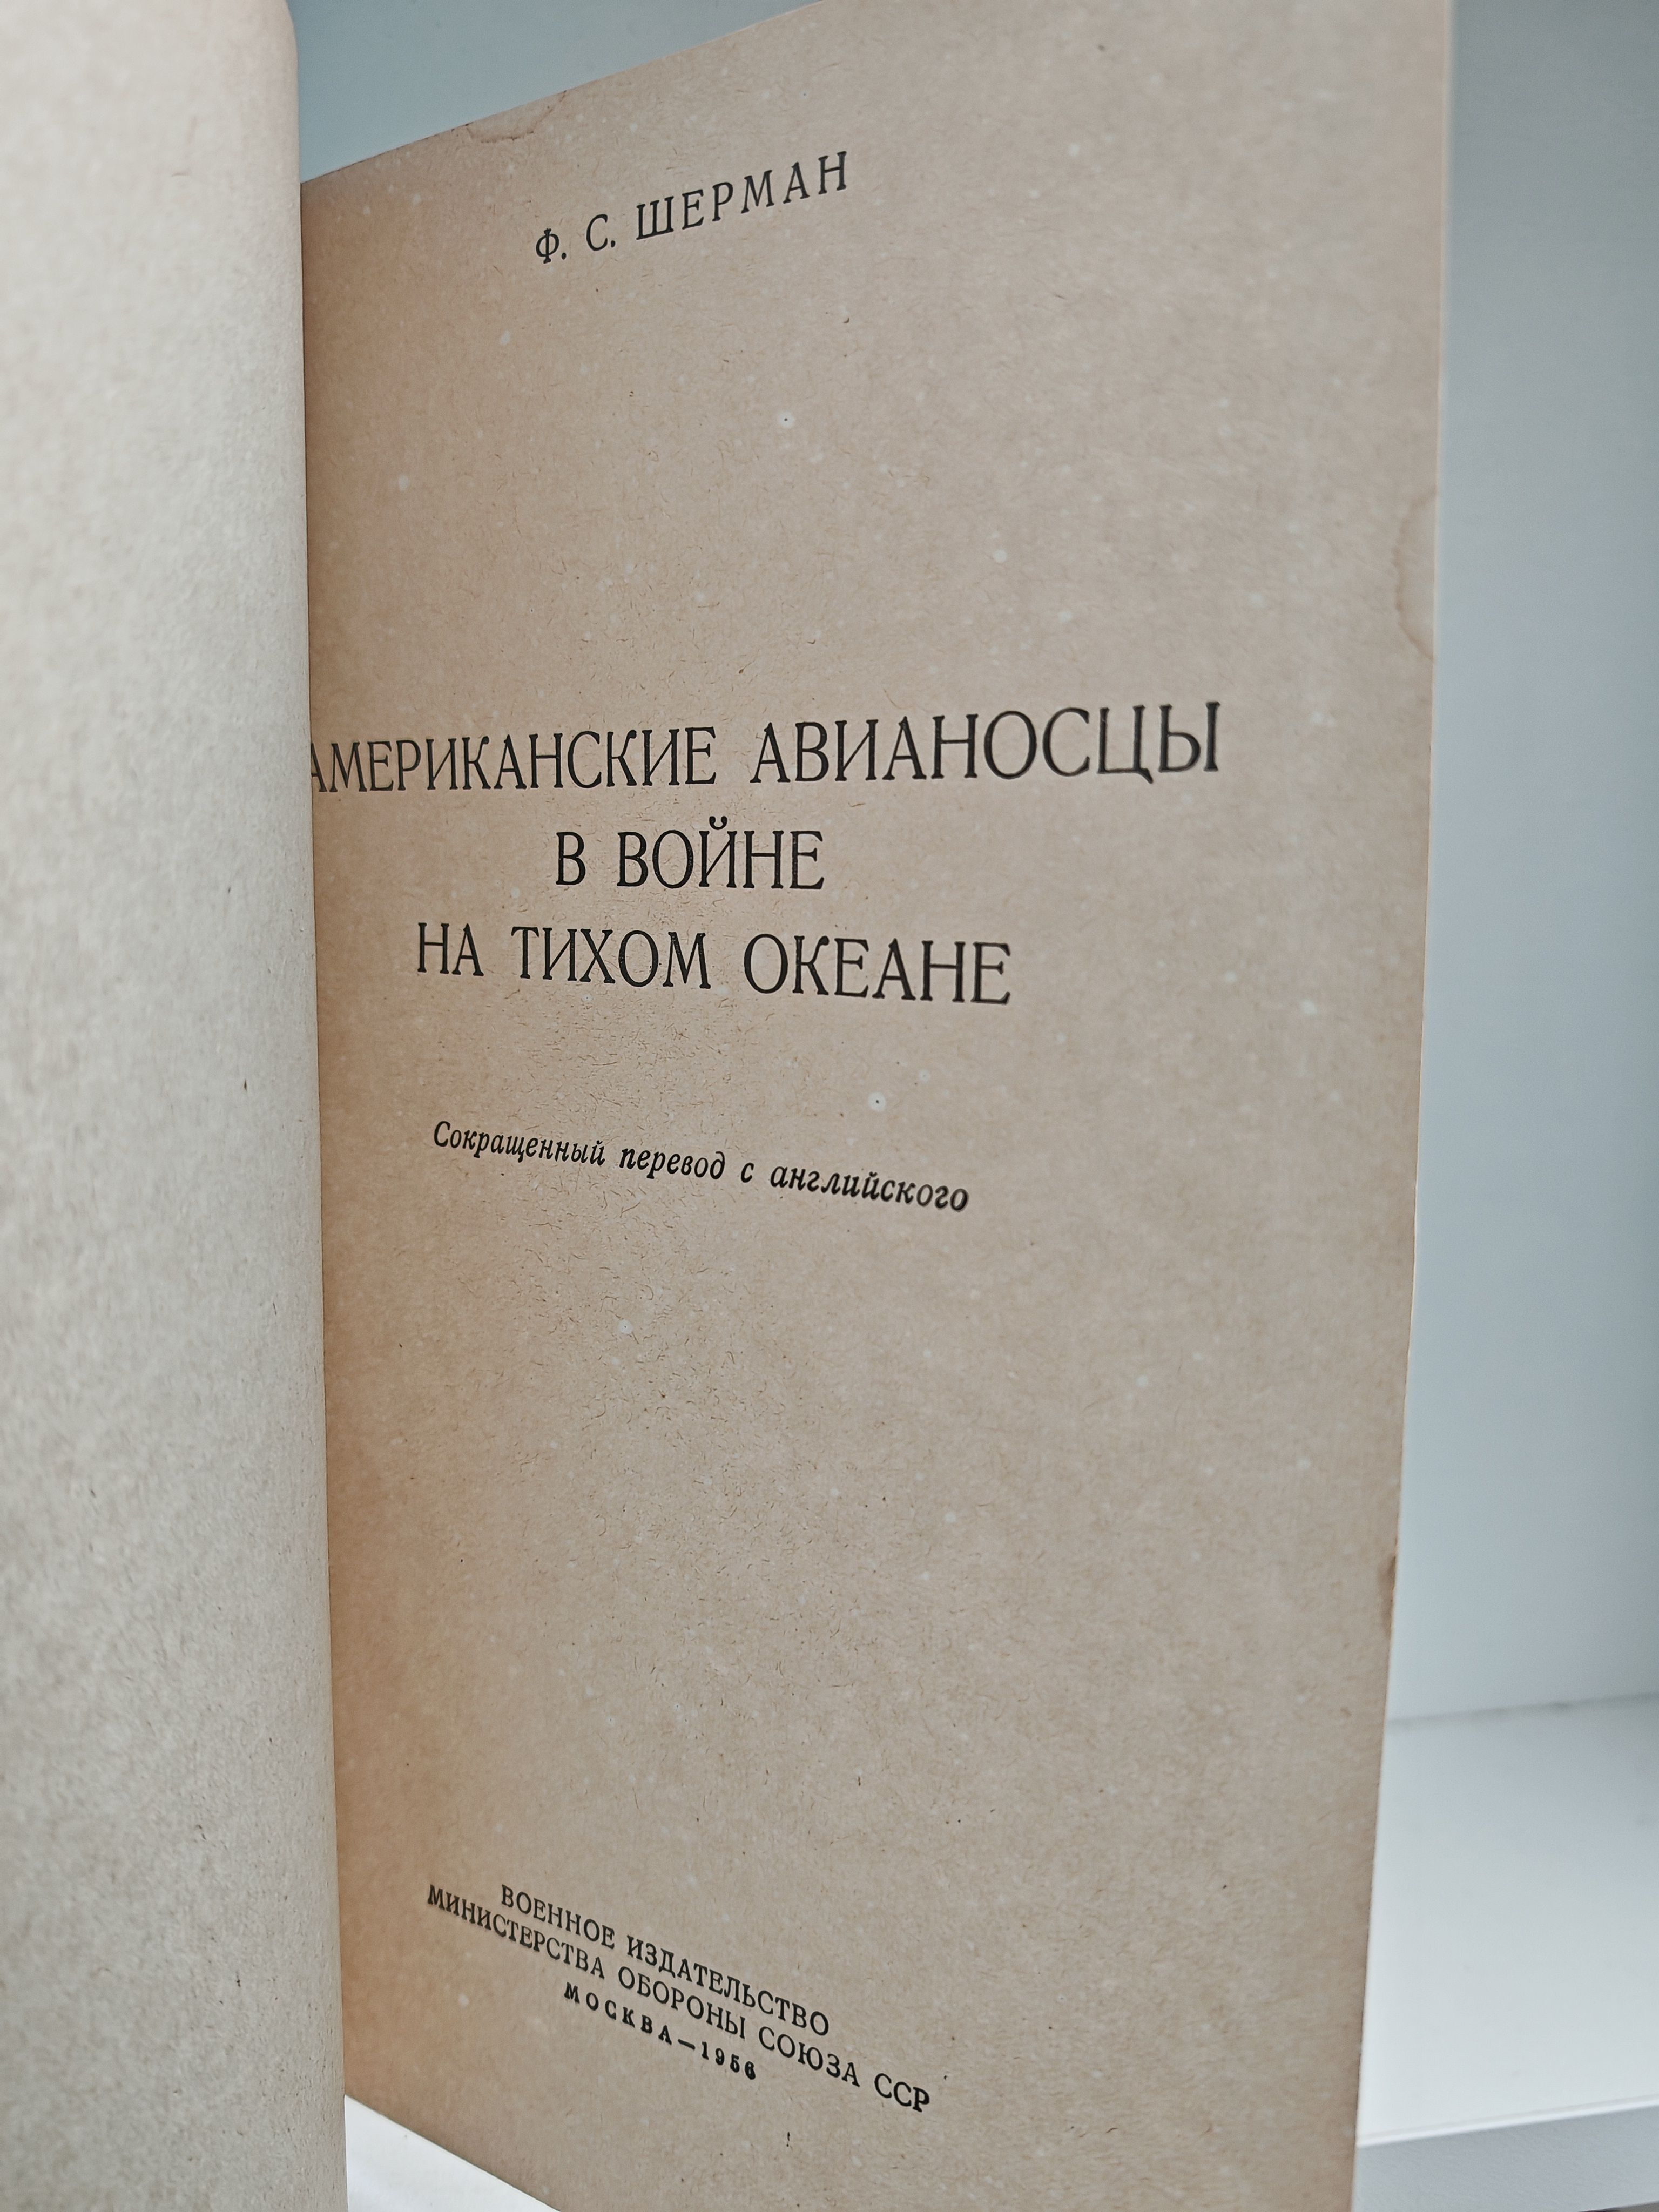 Ф. С. ШЕРМАН
АМЕРИКАНСКИЕ АВИАНОСЦЫ
В ВОЙНЕ
НА ТИХОМ ОКЕАНЕ
Сокращенный перевод с английского
ВОЕННОЕ ИЗДАТЕЛЬСТВО
МИНИСТЕРСТВА ОБОРОНЫ СОЮЗА ССР
МОСКВА—1956